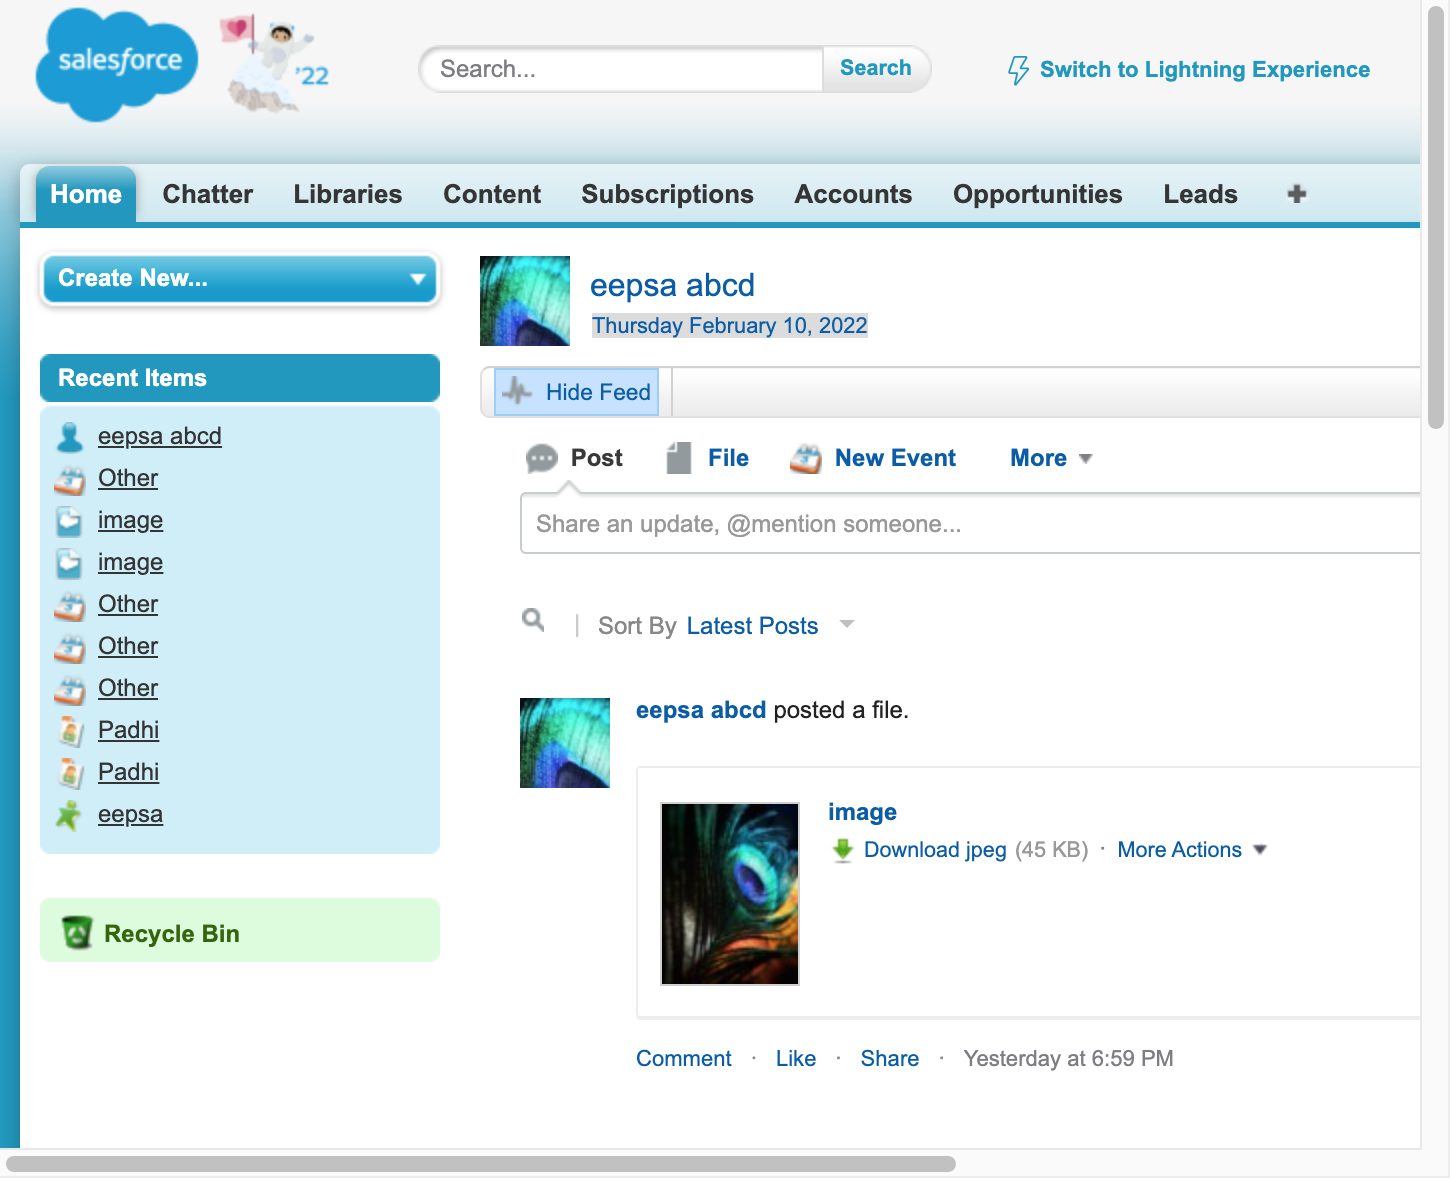 salesforce
'22
Search...
Search
Switch to Lightning Experience
Home
Chatter
Libraries
Content
Subscriptions
Accounts
Opportunities
Leads
Create New...
Recent Items
eepsa abcd
Other
image
image
Other
Other
Other
Padhi
Padhi
eepsa
Recycle Bin
eepsa abcd
Thursday February 10, 2022
Hide Feed
Post
File
New Event
More
Share an update, @mention someone...
| Sort By Latest Posts
eepsa abcd posted a file.
image
Download jpeg (45 KB) · More Actions
Comment · Like · Share · Yesterday at 6:59 PM